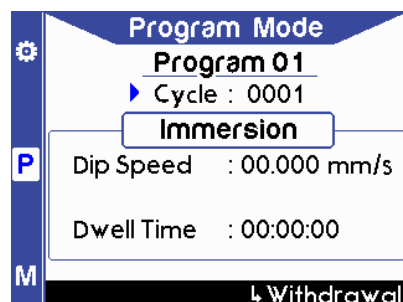 Program Mode
Program 01
Cycle : 0001
Immersion
P
Dip Speed : 00.000 mm/s
Dwell Time : 00:00:00
M
↳ Withdrawal